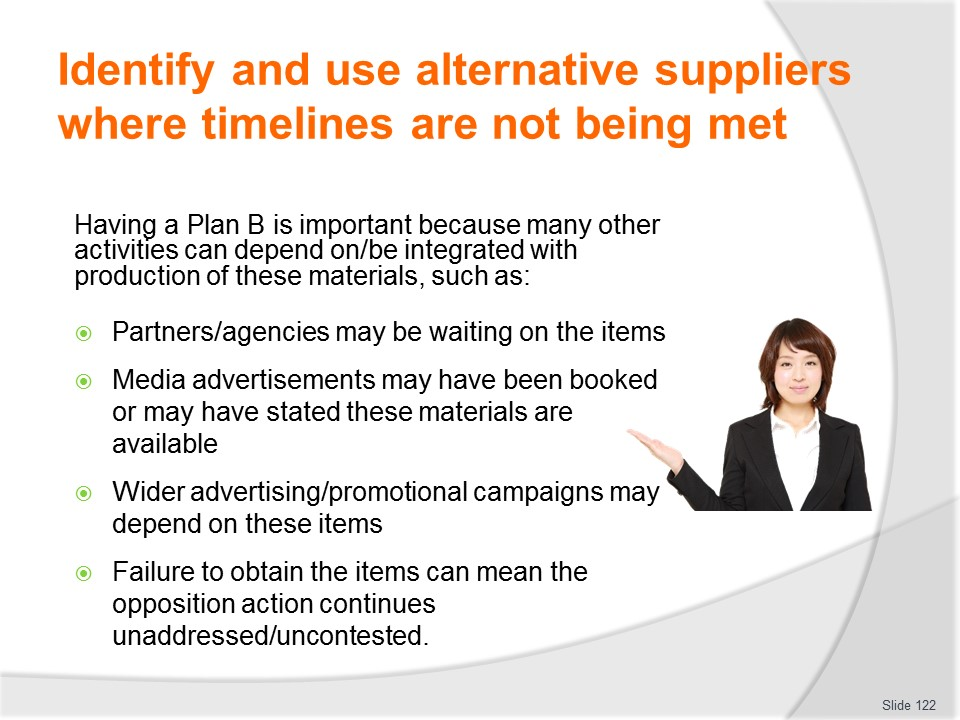 Identify and use alternative suppliers
where timelines are not being met
Having a Plan B is important because many other
activities can depend on/be integrated with
production of these materials, such as:
Partners/agencies may be waiting on the items
Media advertisements may have been booked
or may have stated these materials are
available
Wider advertising/promotional campaigns may
depend on these items
Failure to obtain the items can mean the
opposition action continues
unaddressed/uncontested.
Slide 122